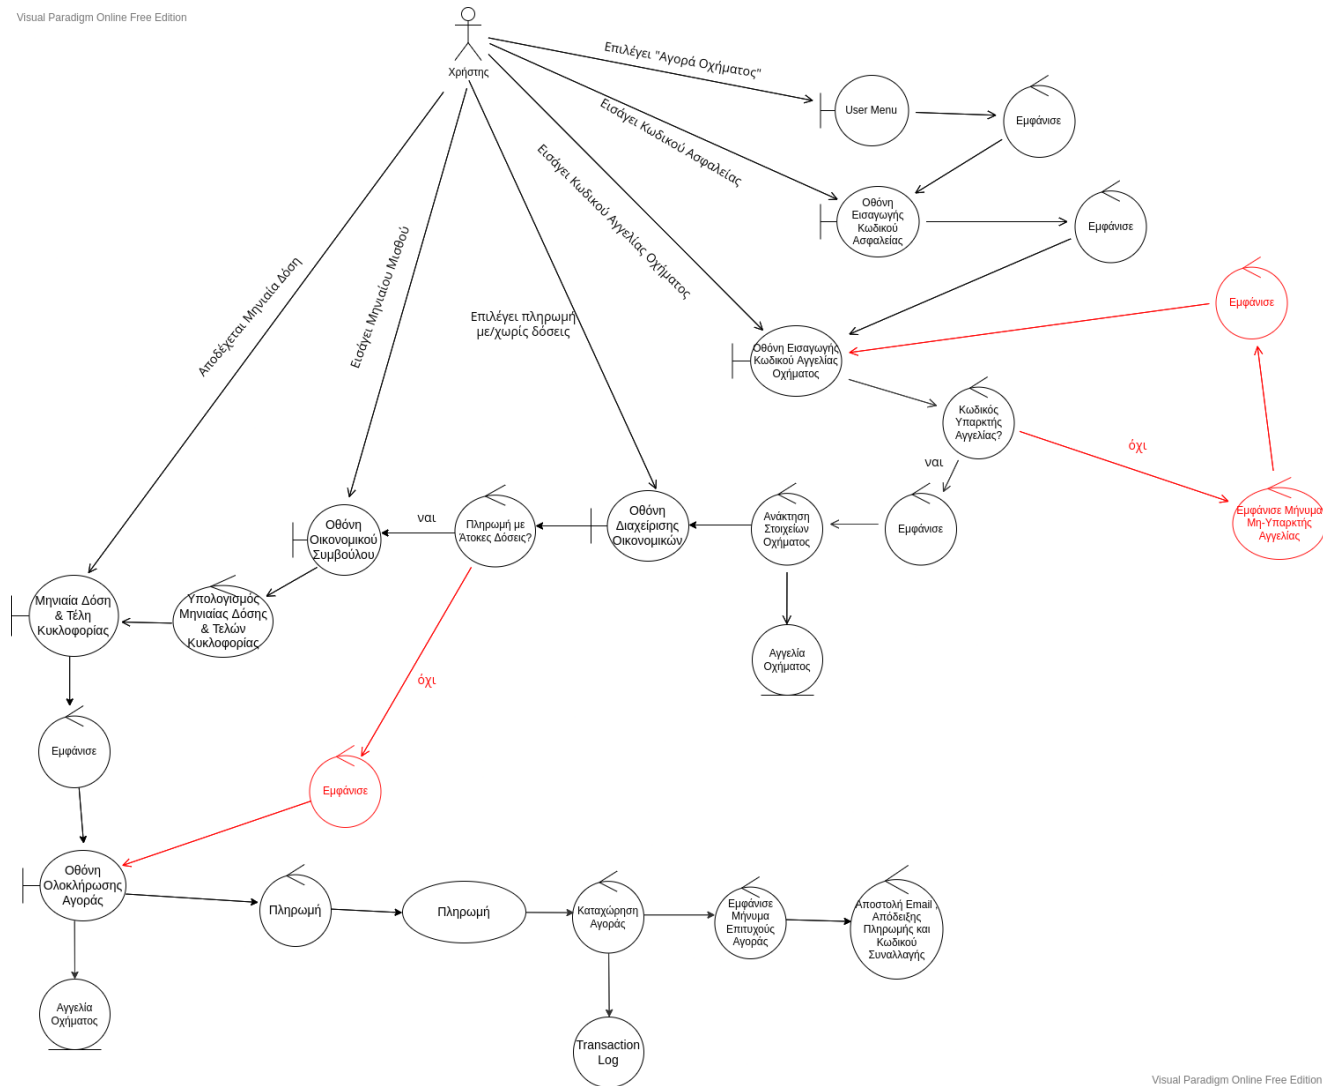 Visual Paradigm Online Free Edition
Χρήστης
Επιλέγει "Αγορά Οχήματος"
User Menu
Εμφάνισε
Εισάγει Κωδικού Ασφαλείας
Οθόνη
Εισαγωγής
Κωδικού
Ασφαλείας
Εμφάνισε
Εισάγει Κωδικού Αγγελίας Οχήματος
Εισάγει Μηνιαίου Μισθού
Αποδέχεται Μηνιαία Δόση
Επιλέγει πληρωμή
με/χωρίς δόσεις
Εμφάνισε
Οθόνη Εισαγωγής
Κωδικού Αγγελίας
Οχήματος
Κωδικός
Υπαρκτής
Αγγελίας?
όχι
ναι
Εμφάνισε Μήνυμα
Μη-Υπαρκτής
Αγγελίας
Εμφάνισε
Ανάκτηση
Στοιχείων
Οχήματος
Οθόνη
Διαχείρισης
Οικονομικών
Πληρωμή με
Άτοκες Δόσεις?
ναι
Οθόνη
Οικονομικού
Συμβούλου
Υπολογισμός
Μηνιαίας Δόσης
& Τελών
Κυκλοφορίας
Μηνιαία Δόση
& Τέλη
Κυκλοφορίας
Αγγελία
Οχήματος
όχι
Εμφάνισε
Εμφάνισε
Οθόνη
Ολοκλήρωσης
Αγοράς
Πληρωμή
Πληρωμή
Καταχώρηση
Αγοράς
Εμφάνισε
Μήνυμα
Επιτυχούς
Αγοράς
Αποστολή Email ,
Απόδειξης
Πληρωμής και
Κωδικού
Συναλλαγής
Αγγελία
Οχήματος
Transaction
Log
Visual Paradigm Online Free Edition